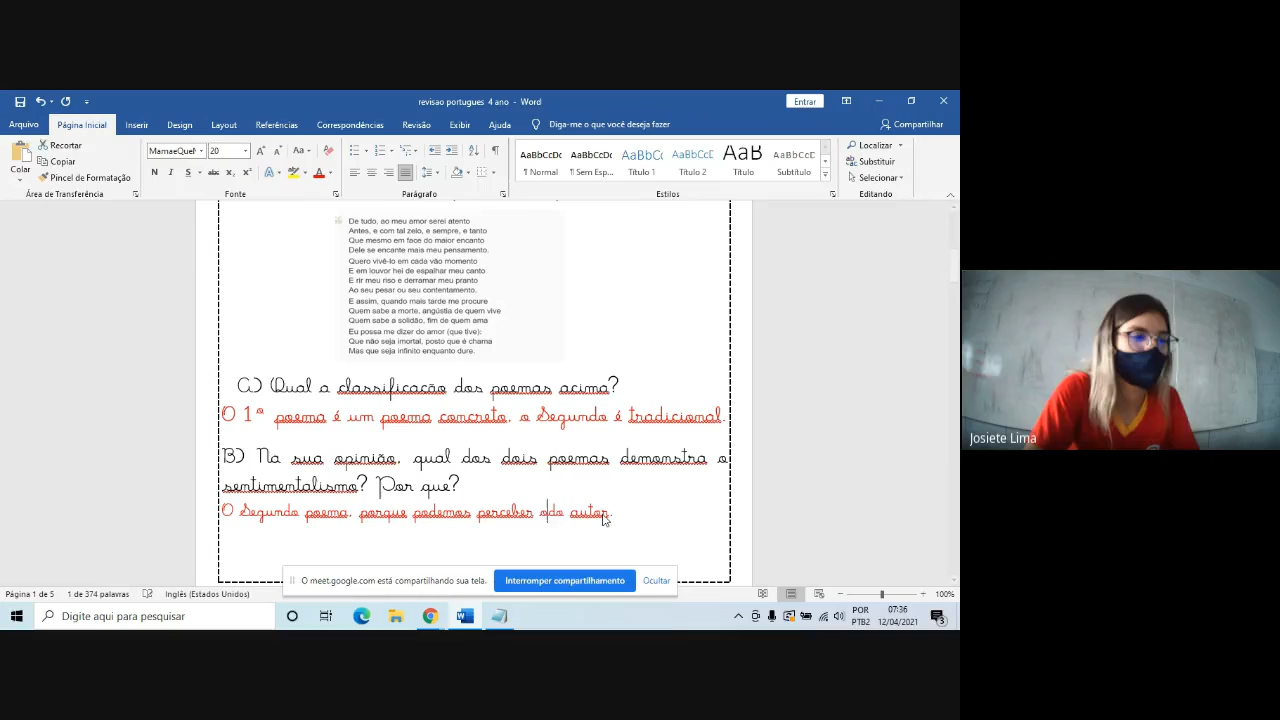 revisao portugues 4 ano - Word
Entrar
Arquivo Página Inicial Inserir Design Layout Referências Correspondências Revisão Exibir Ajuda Diga-me o que você deseja fazer Compartilhar
Recortar
Copiar
Pincel de Formatação
Colar
MamaeQueN 20
Aa
N I S abc x₂ x² A A
AaBbCcDc AaBbCcDc AaBbCc AaBbCcE AaB AaBbCcD
¶ Normal ¶ Sem Esp... Título 1 Título 2 Título Subtítulo
Localizar
Substituir
Selecionar
Área de Transferência Fonte Parágrafo Estilos Editando
De tudo, ao meu amor serei atento
Antes, e com tal zelo, e sempre, e tanto
Que mesmo em face do maior encanto
Dele se encante mais meu pensamento.
Quero vivê-lo em cada vão momento
E em louvor hei de espalhar meu canto
E rir meu riso e derramar meu pranto
Ao seu pesar ou seu contentamento.
E assim, quando mais tarde me procure
Quem sabe a morte, angústia de quem vive
Quem sabe a solidão, fim de quem ama
Eu possa me dizer do amor (que tive):
Que não seja imortal, posto que é chama
Mas que seja infinito enquanto dure.
A) Qual a classificacão dos poemas acima?
O 1º poema é um poema concreto, o Segundo é tradicional.
B) Na sua opinião, qual dos dois poemas demonstra o
sentimentalismo? Por que?
O Segundo poema, porque podemos perceber odo autor.
O meet.google.com está compartilhando sua tela. Interromper compartilhamento Ocultar
Página 1 de 5 1 de 374 palavras Inglês (Estados Unidos) 100%
Digite aqui para pesquisar
POR
PTB2
07:36
12/04/2021
3
Josiete Lima